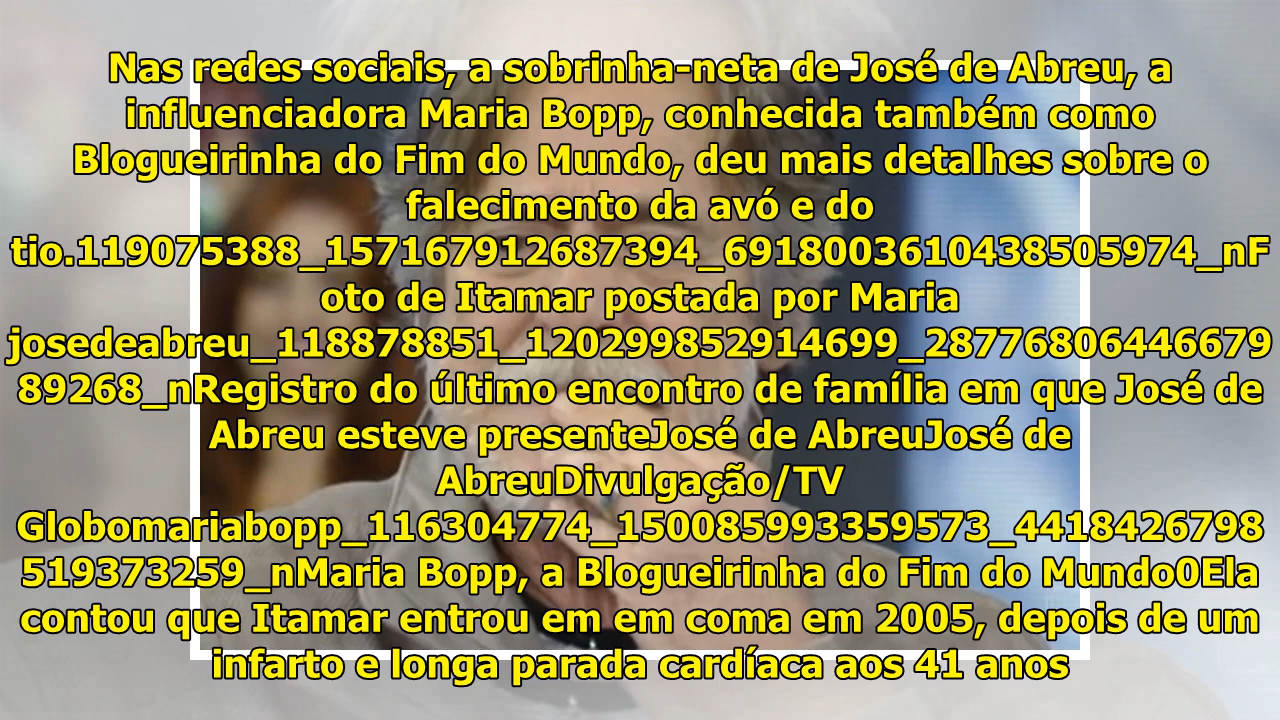 Nas redes sociais, a sobrinha-neta de José de Abreu, a
influenciadora Maria Bopp, conhecida também como
Blogueirinha do Fim do Mundo, deu mais detalhes sobre o
falecimento da avó e do
tio.119075388_157167912687394_6918003610438505974_nF
oto de Itamar postada por Maria
josedeabreu_118878851_120299852914699_28776806446679
89268_nRegistro do último encontro de família em que José de
Abreu esteve presenteJosé de AbreuJosé de
AbreuDivulgação/TV
Globomariabopp_116304774_150085993359573_4418426798
519373259_nMaria Bopp, a Blogueirinha do Fim do Mundo0Ela
contou que Itamar entrou em em coma em 2005, depois de um
infarto e longa parada cardíaca aos 41 anos